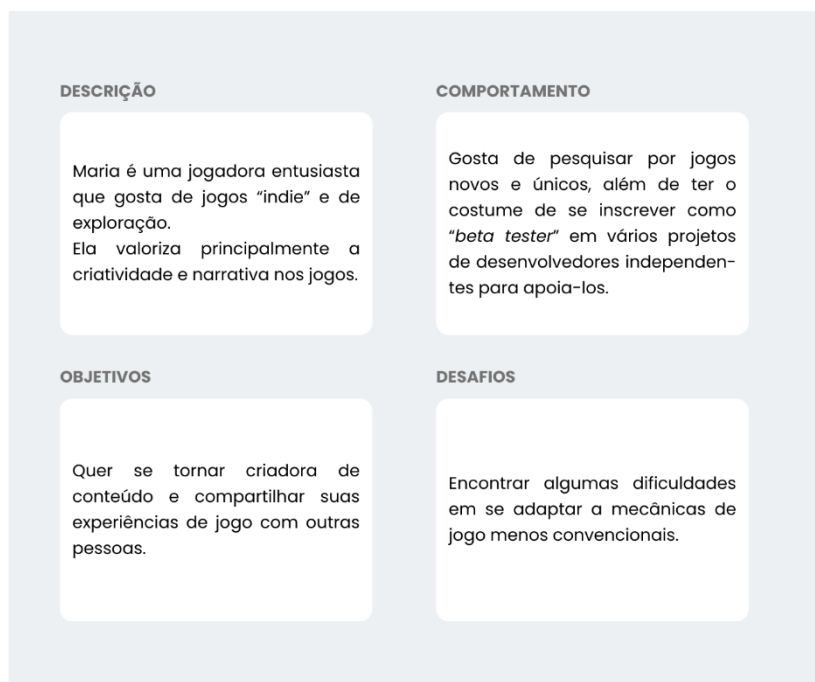 DESCRIÇÃO
Maria é uma jogadora entusiasta
que gosta de jogos “indie” e de
exploração.
Ela valoriza principalmente a
criatividade e narrativa nos jogos.
COMPORTAMENTO
Gosta de pesquisar por jogos
novos e únicos, além de ter o
costume de se inscrever como
“beta tester” em vários projetos
de desenvolvedores independen-
tes para apoia-los.
OBJETIVOS
Quer se tornar criadora de
conteúdo e compartilhar suas
experiências de jogo com outras
pessoas.
DESAFIOS
Encontrar algumas dificuldades
em se adaptar a mecânicas de
jogo menos convencionais.